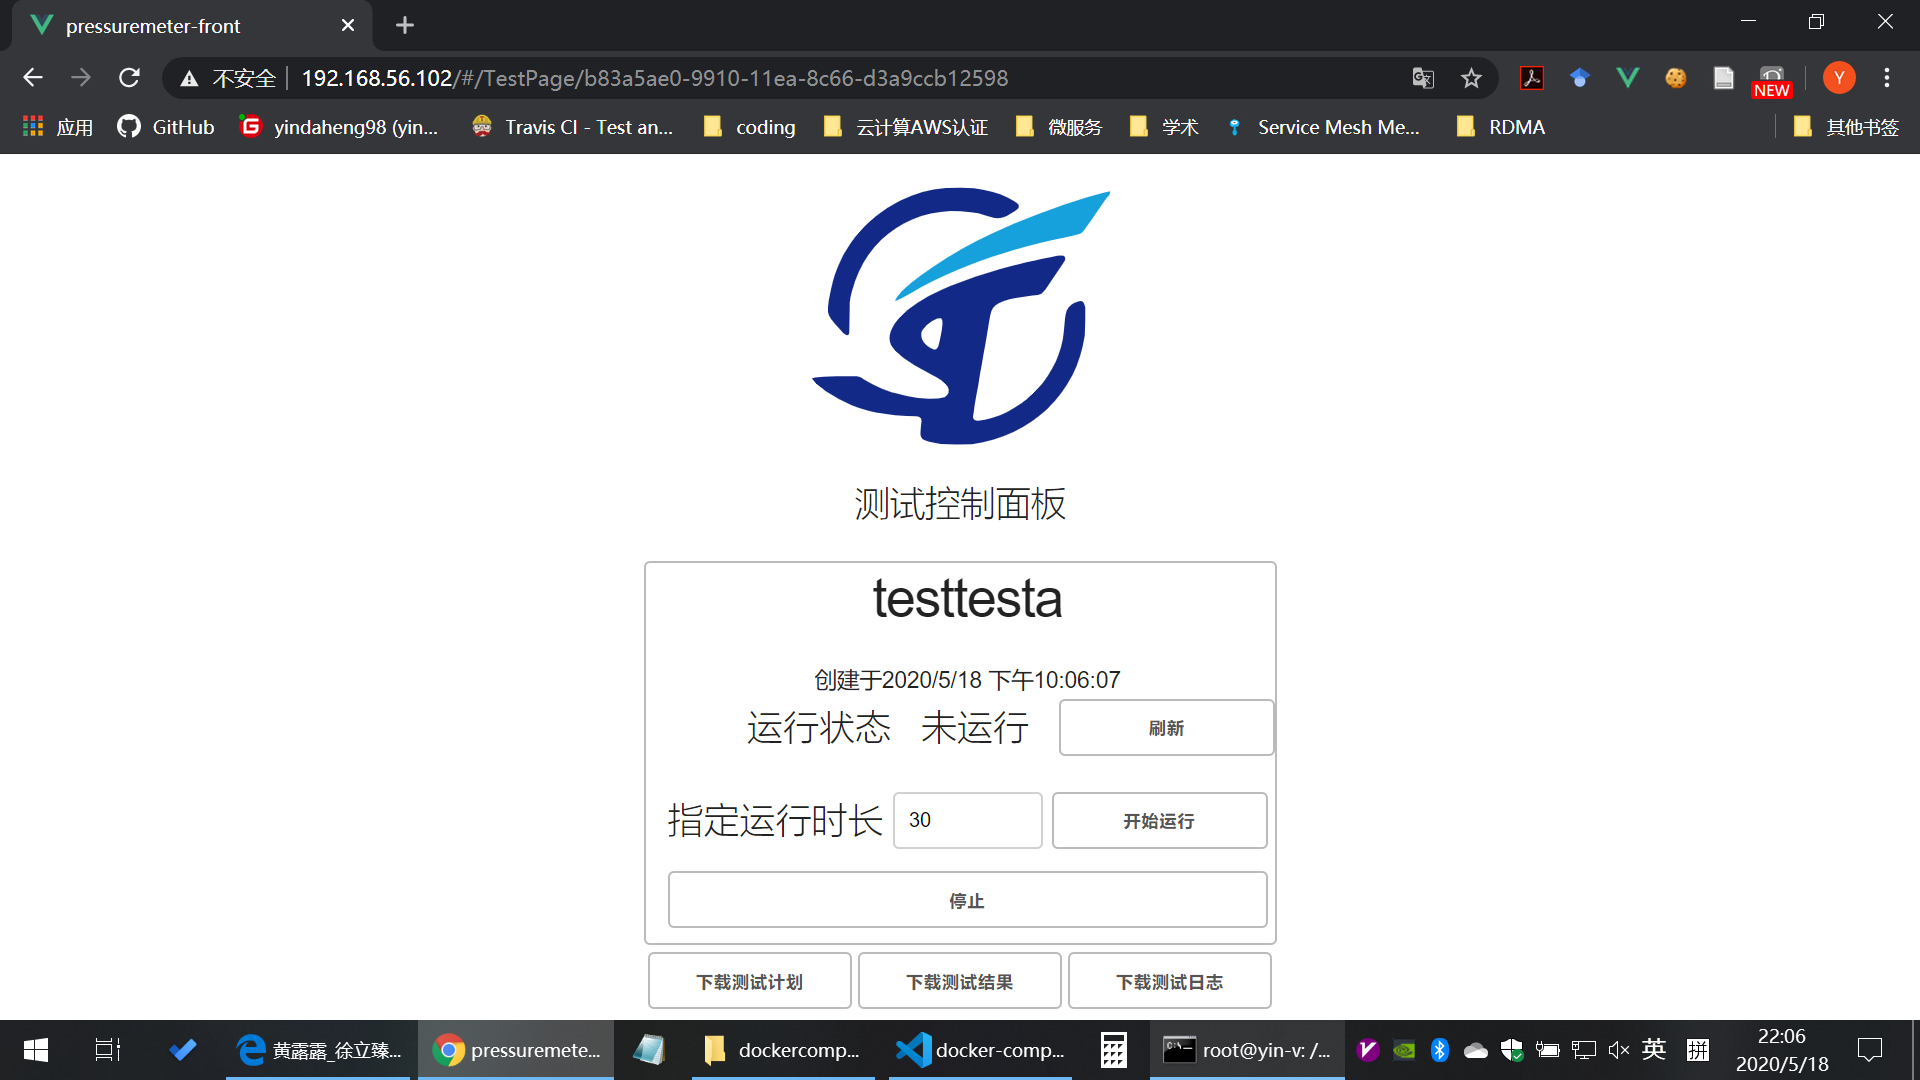 pressuremeter-front
不安全 192.168.56.102/#/TestPage/b83a5ae0-9910-11ea-8c66-d3a9ccb12598
NEW
Y
应用 GitHub yindaheng98 (yin... Travis CI - Test an... coding 云计算AWS认证 微服务 学术 Service Mesh Me... RDMA 其他书签
测试控制面板
testtesta
创建于2020/5/18 下午10:06:07
运行状态 未运行 刷新
指定运行时长 30 开始运行
停止
下载测试计划 下载测试结果 下载测试日志
黄露露_徐立臻... pressuremete... dockercomp... docker-comp... root@yin-v: /... 英 拼
22:06
2020/5/18